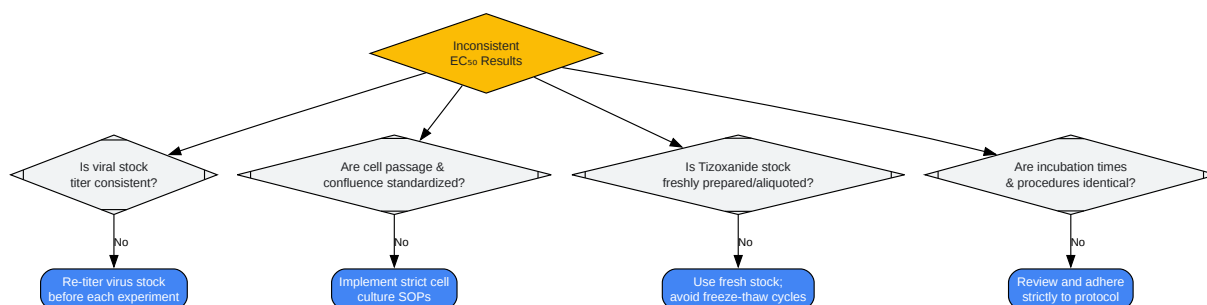 Inconsistent
EC₅₀ Results
Is viral stock
titer consistent?
Are cell passage &
confluence standardized?
Is Tizoxanide stock
freshly prepared/aliquoted?
Are incubation times
& procedures identical?
No
No
No
No
Re-titer virus stock
before each experiment
Implement strict cell
culture SOPs
Use fresh stock;
avoid freeze-thaw cycles
Review and adhere
strictly to protocol